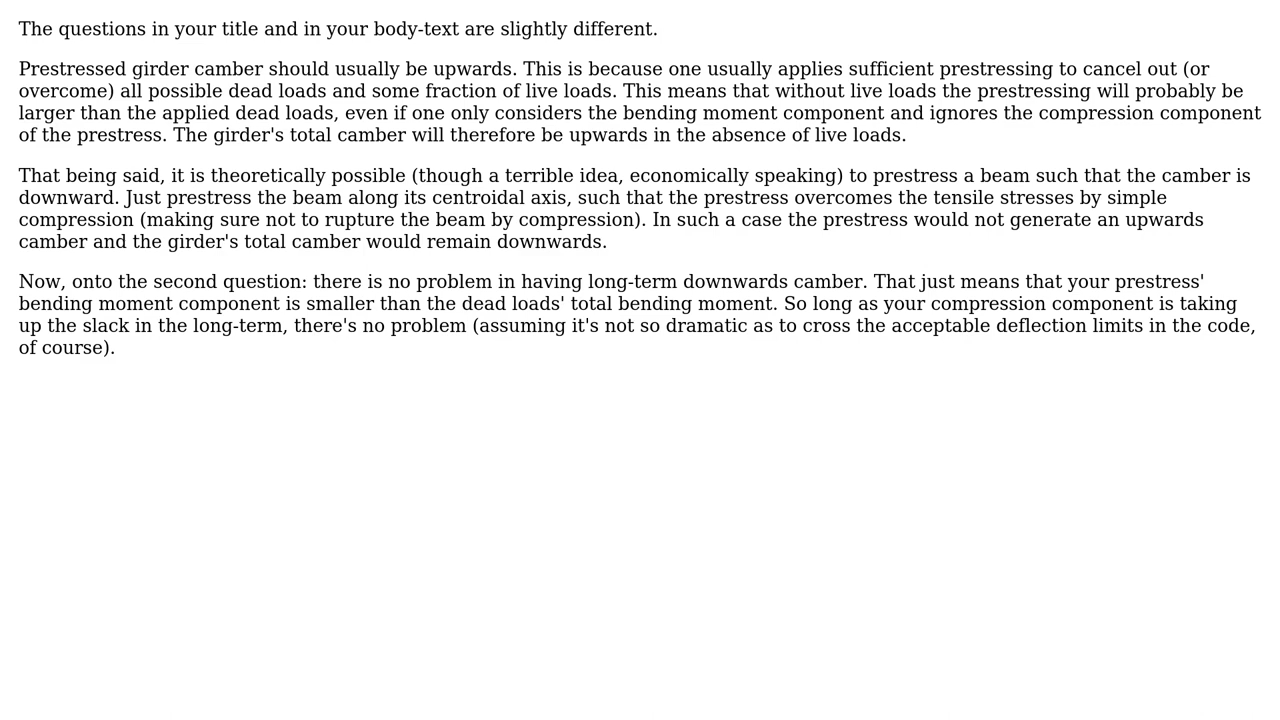 The questions in your title and in your body-text are slightly different.
Prestressed girder camber should usually be upwards. This is because one usually applies sufficient prestressing to cancel out (or
overcome) all possible dead loads and some fraction of live loads. This means that without live loads the prestressing will probably be
larger than the applied dead loads, even if one only considers the bending moment component and ignores the compression component
of the prestress. The girder's total camber will therefore be upwards in the absence of live loads.
That being said, it is theoretically possible (though a terrible idea, economically speaking) to prestress a beam such that the camber is
downward. Just prestress the beam along its centroidal axis, such that the prestress overcomes the tensile stresses by simple
compression (making sure not to rupture the beam by compression). In such a case the prestress would not generate an upwards
camber and the girder's total camber would remain downwards.
Now, onto the second question: there is no problem in having long-term downwards camber. That just means that your prestress'
bending moment component is smaller than the dead loads' total bending moment. So long as your compression component is taking
up the slack in the long-term, there's no problem (assuming it's not so dramatic as to cross the acceptable deflection limits in the code,
of course).